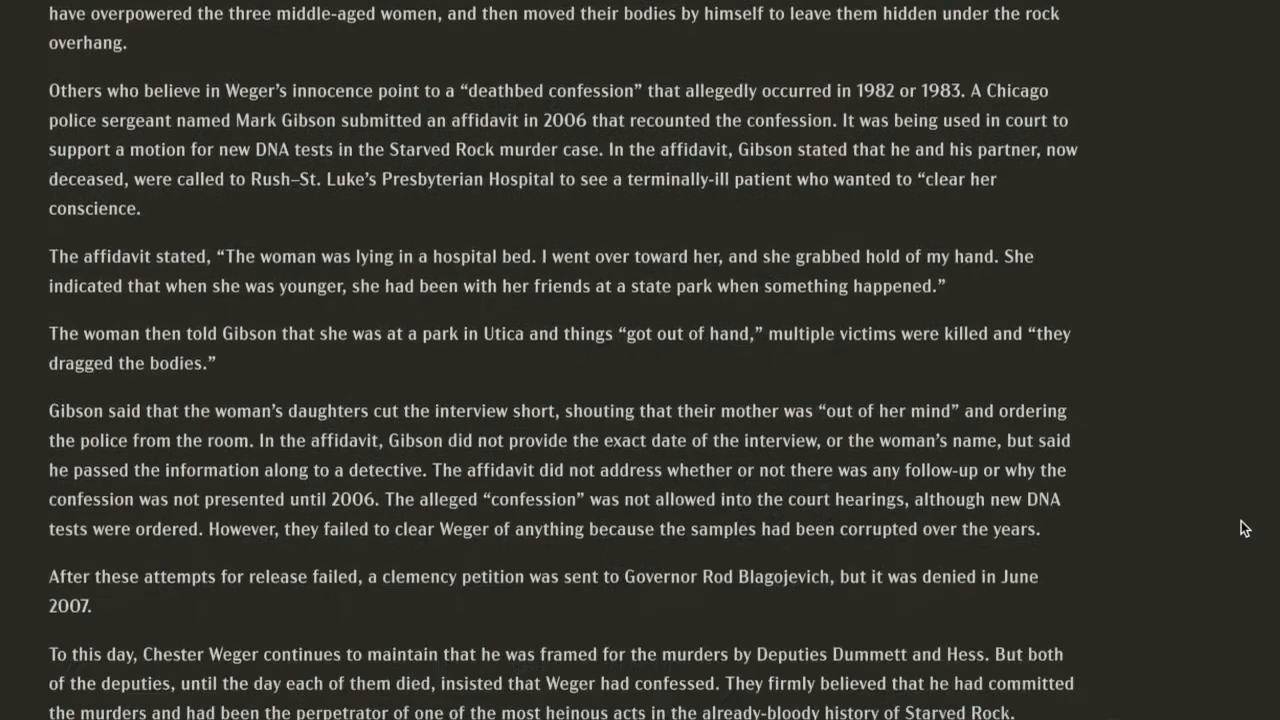 have overpowered the three middle-aged women, and then moved their bodies by himself to leave them hidden under the rock
overhang.
Others who believe in Weger’s innocence point to a “deathbed confession” that allegedly occurred in 1982 or 1983. A Chicago
police sergeant named Mark Gibson submitted an affidavit in 2006 that recounted the confession. It was being used in court to
support a motion for new DNA tests in the Starved Rock murder case. In the affidavit, Gibson stated that he and his partner, now
deceased, were called to Rush–St. Luke’s Presbyterian Hospital to see a terminally-ill patient who wanted to “clear her
conscience.
The affidavit stated, “The woman was lying in a hospital bed. I went over toward her, and she grabbed hold of my hand. She
indicated that when she was younger, she had been with her friends at a state park when something happened.”
The woman then told Gibson that she was at a park in Utica and things “got out of hand,” multiple victims were killed and “they
dragged the bodies.”
Gibson said that the woman’s daughters cut the interview short, shouting that their mother was “out of her mind” and ordering
the police from the room. In the affidavit, Gibson did not provide the exact date of the interview, or the woman’s name, but said
he passed the information along to a detective. The affidavit did not address whether or not there was any follow-up or why the
confession was not presented until 2006. The alleged “confession” was not allowed into the court hearings, although new DNA
tests were ordered. However, they failed to clear Weger of anything because the samples had been corrupted over the years.
After these attempts for release failed, a clemency petition was sent to Governor Rod Blagojevich, but it was denied in June
2007.
To this day, Chester Weger continues to maintain that he was framed for the murders by Deputies Dummett and Hess. But both
of the deputies, until the day each of them died, insisted that Weger had confessed. They firmly believed that he had committed
the murders and had been the perpetrator of one of the most heinous acts in the already-bloody history of Starved Rock.